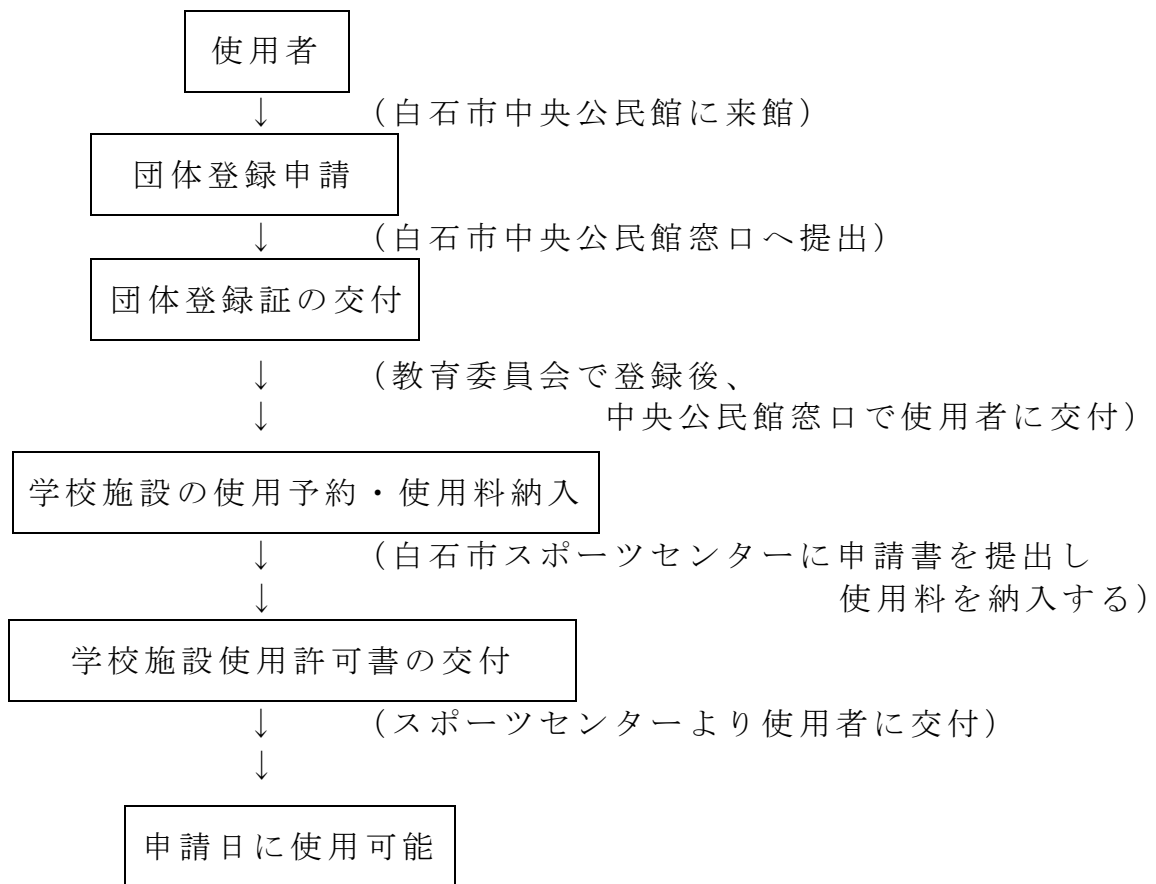 使用者
↓ （白石市中央公民館に来館）
団体登録申請
↓ （白石市中央公民館窓口へ提出）
団体登録証の交付
↓ （教育委員会で登録後、
↓ 中央公民館窓口で使用者に交付）
学校施設の使用予約・使用料納入
↓ （白石市スポーツセンターに申請書を提出し
↓ 使用料を納入する）
学校施設使用許可書の交付
↓ （スポーツセンターより使用者に交付）
↓
申請日に使用可能